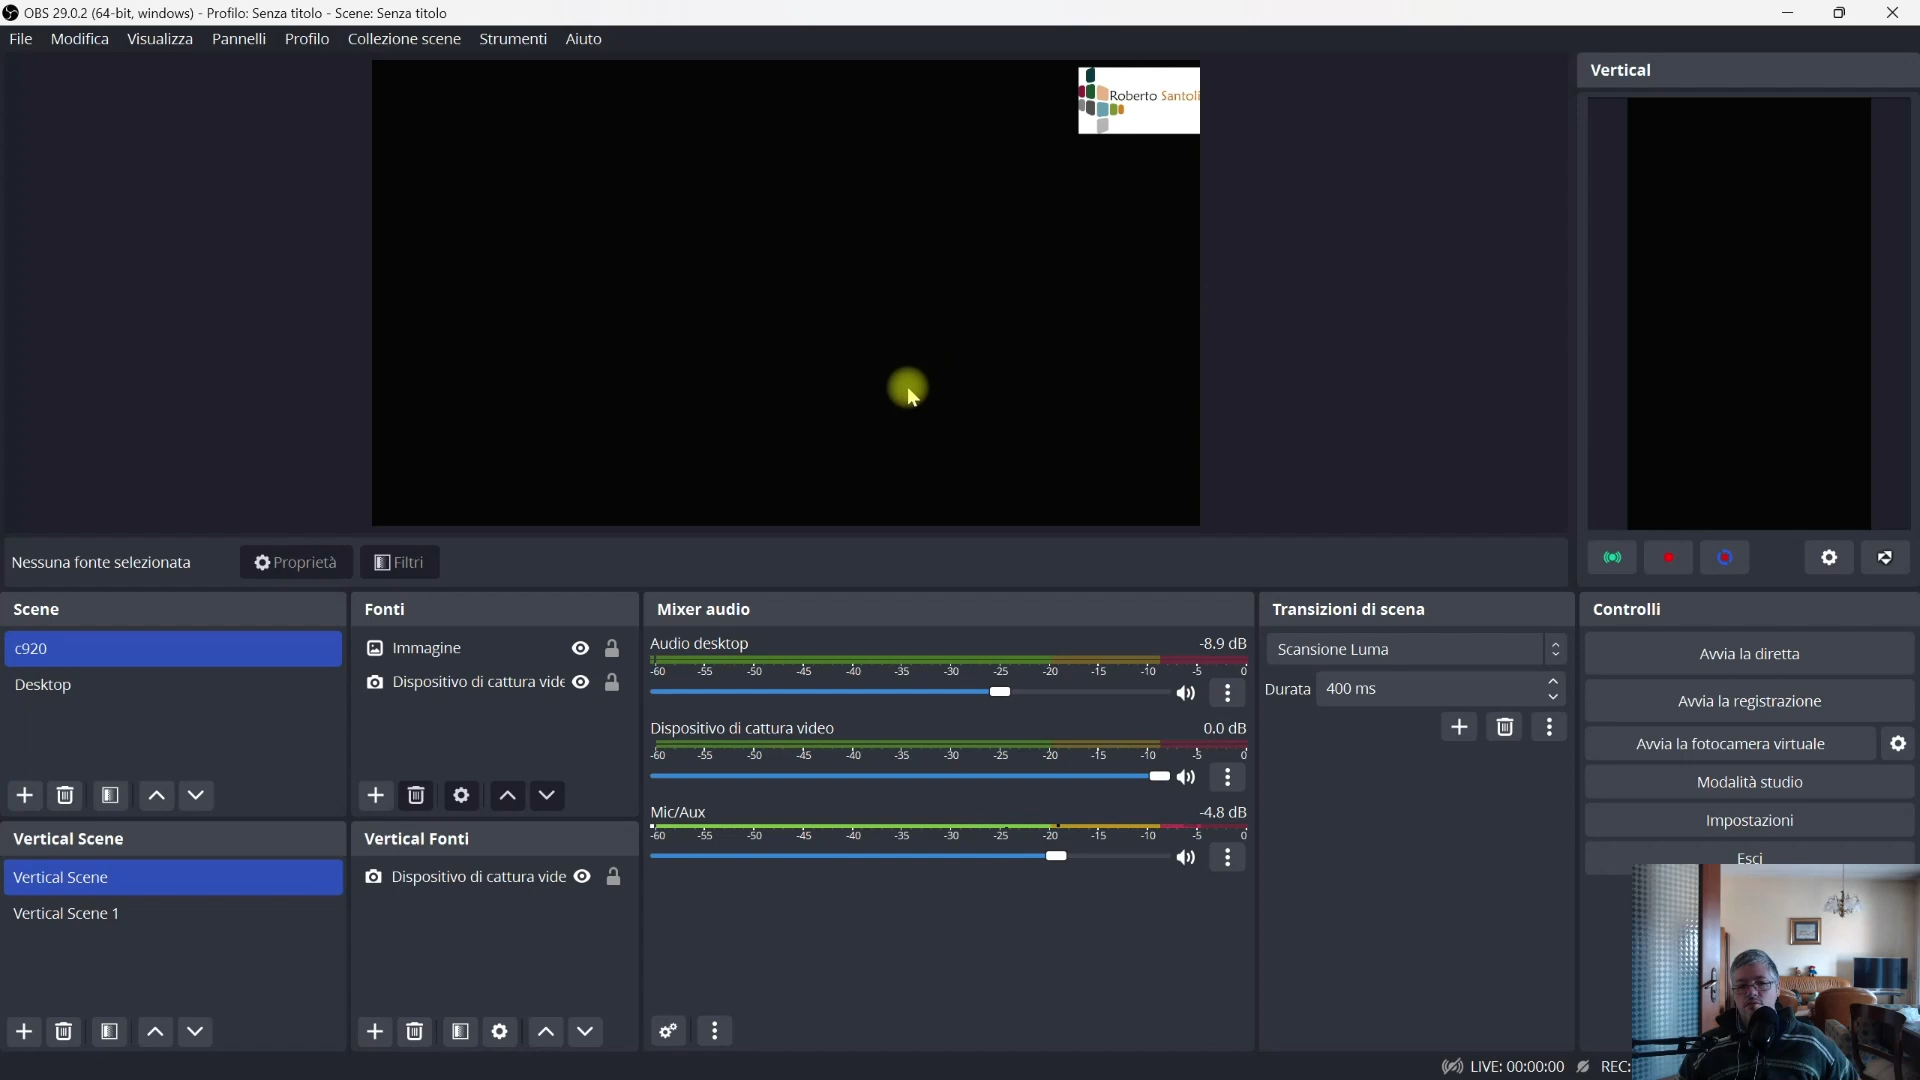 OBS 29.0.2 (64-bit, windows) - Profilo: Senza titolo - Scene: Senza titolo
File Modifica Visualizza Pannelli Profilo Collezione scene Strumenti Aiuto
Roberto Santoli
Vertical
Nessuna fonte selezionata Proprietà Filtri
Scene
c920
Desktop
Fonti
Immagine
Dispositivo di cattura vide
Mixer audio
Audio desktop -8.9 dB
-60 -55 -50 -45 -40 -35 -30 -25 -20 -15 -10 -5 0
Dispositivo di cattura video 0.0 dB
-60 -55 -50 -45 -40 -35 -30 -25 -20 -15 -10 -5 0
Mic/Aux -4.8 dB
-60 -55 -50 -45 -40 -35 -30 -25 -20 -15 -10 -5 0
Transizioni di scena
Scansione Luma
Durata 400 ms
Controlli
Avvia la diretta
Avvia la registrazione
Avvia la fotocamera virtuale
Modalità studio
Impostazioni
Esci
Vertical Scene
Vertical Scene
Vertical Scene 1
Vertical Fonti
Dispositivo di cattura vide
LIVE: 00:00:00 REC: